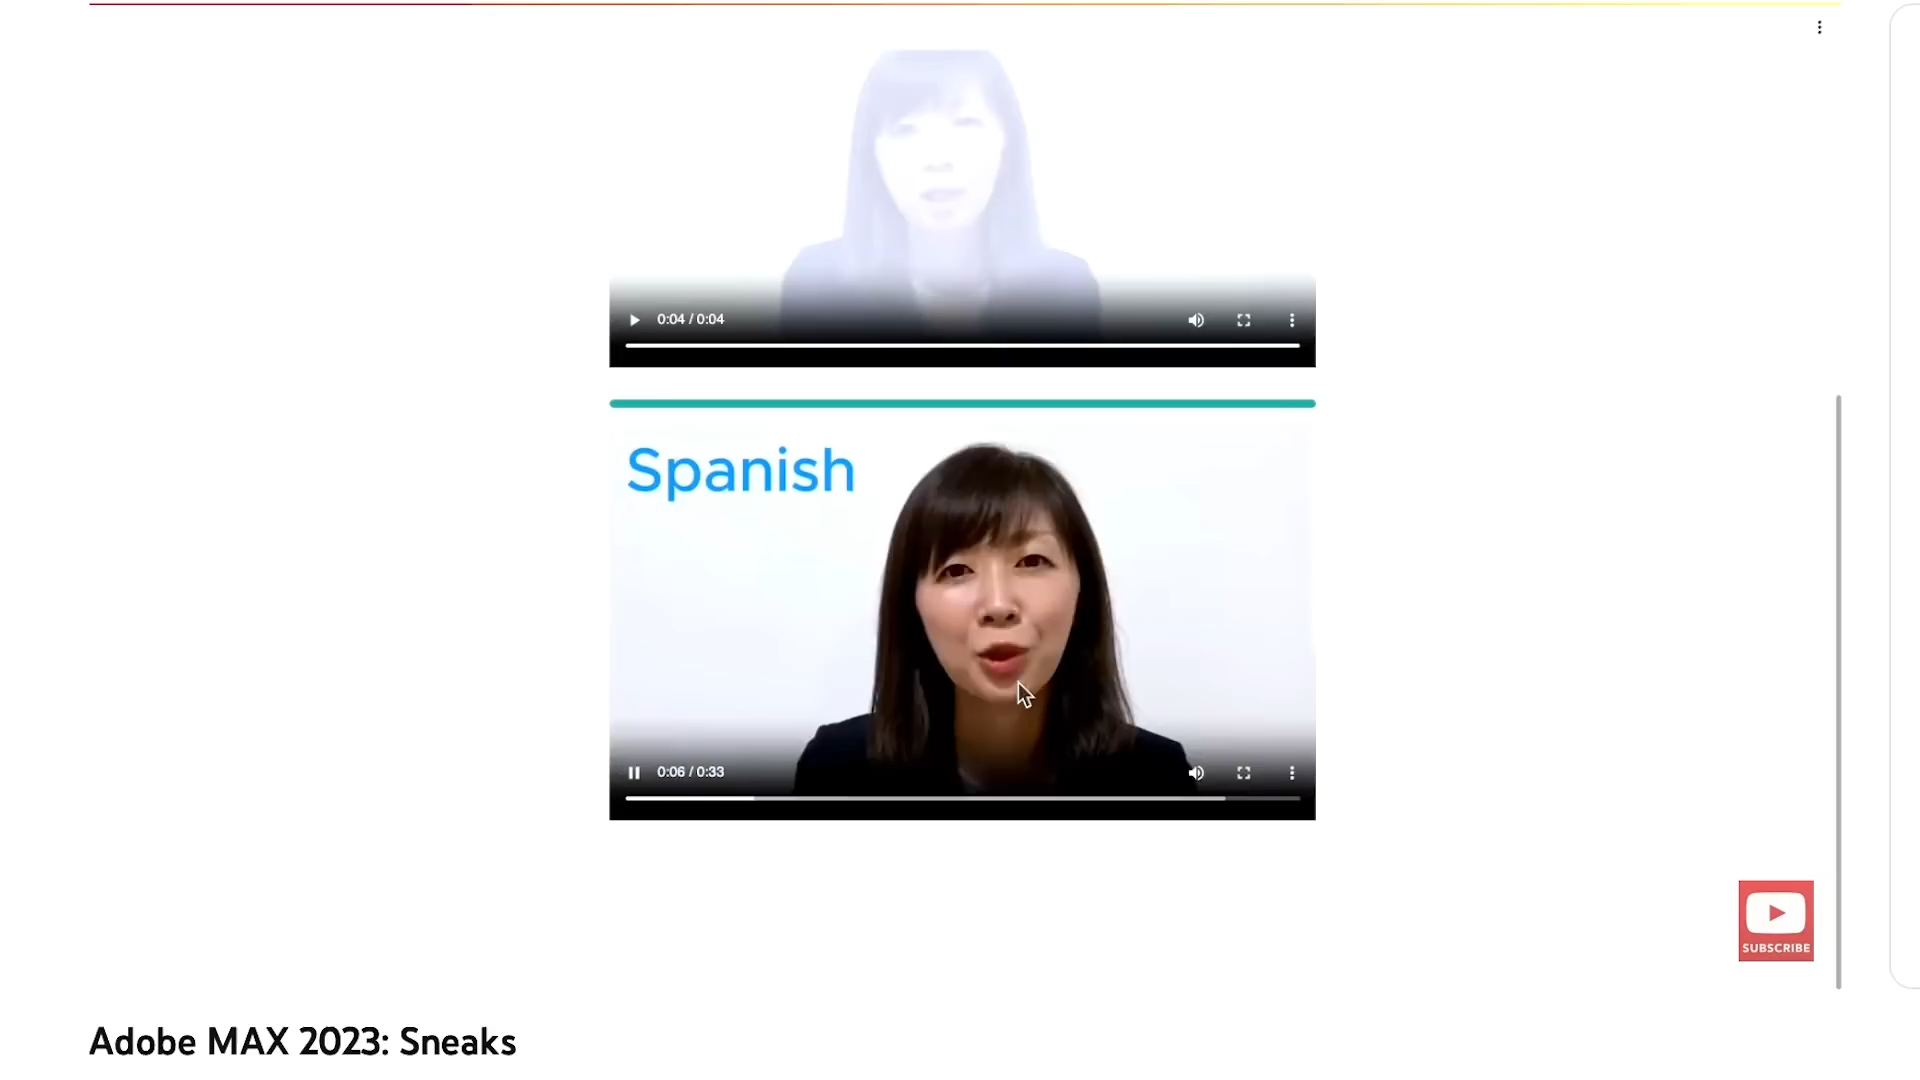 0:04 / 0:04
Spanish
0:06 / 0:33
SUBSCRIBE
Adobe MAX 2023: Sneaks